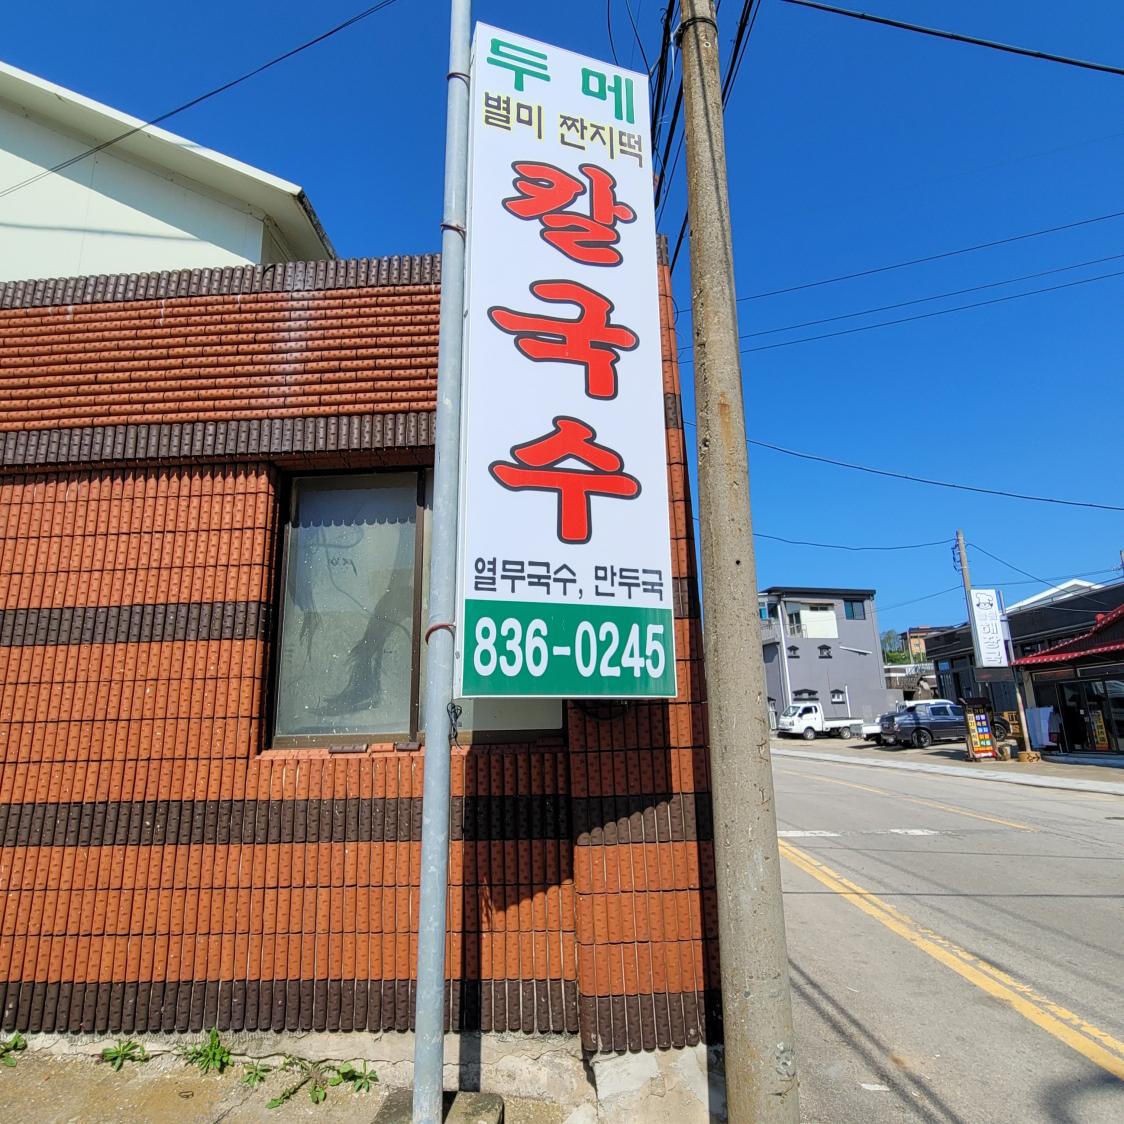 두메
별미 짠지떡
칼국수
열무국수, 만두국
836-0245